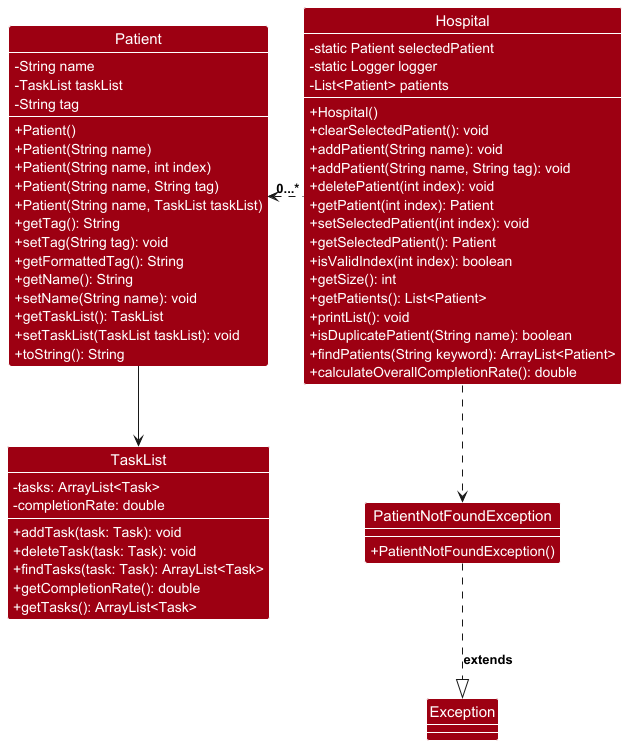 Patient
-String name
-TaskList taskList
-String tag
+Patient()
+Patient(String name)
+Patient(String name, int index)
+Patient(String name, String tag)
+Patient(String name, TaskList taskList)
+getTag(): String
+setTag(String tag): void
+getFormattedTag(): String
+getName(): String
+setName(String name): void
+getTaskList(): TaskList
+setTaskList(TaskList taskList): void
+toString(): String
0...*
Hospital
-static Patient selectedPatient
-static Logger logger
-List<Patient> patients
+Hospital()
+clearSelectedPatient(): void
+addPatient(String name): void
+addPatient(String name, String tag): void
+deletePatient(int index): void
+getPatient(int index): Patient
+setSelectedPatient(int index): void
+getSelectedPatient(): Patient
+isValidIndex(int index): boolean
+getSize(): int
+getPatients(): List<Patient>
+printList(): void
+isDuplicatePatient(String name): boolean
+findPatients(String keyword): ArrayList<Patient>
+calculateOverallCompletionRate(): double
TaskList
-tasks: ArrayList<Task>
-completionRate: double
+addTask(task: Task): void
+deleteTask(task: Task): void
+findTasks(task: Task): ArrayList<Task>
+getCompletionRate(): double
+getTasks(): ArrayList<Task>
PatientNotFoundException
+PatientNotFoundException()
extends
Exception